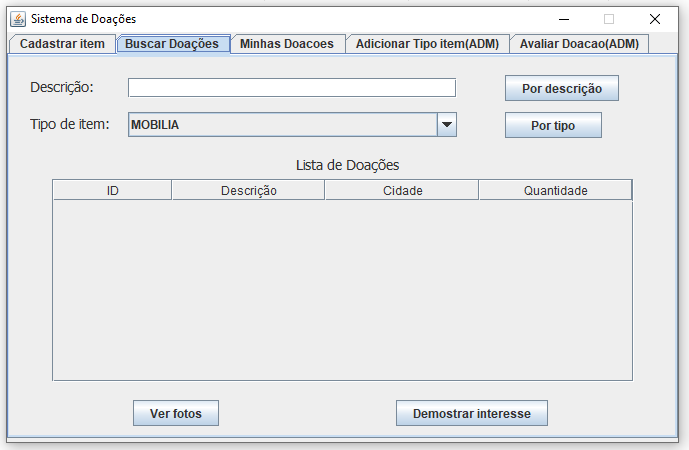 Sistema de Doações
Cadastrar item Buscar Doações Minhas Doacoes Adicionar Tipo item(ADM) Avaliar Doacao(ADM)
Descrição: Por descrição
Tipo de item: MOBILIA Por tipo
Lista de Doações
ID Descrição Cidade Quantidade
Ver fotos Demostrar interesse